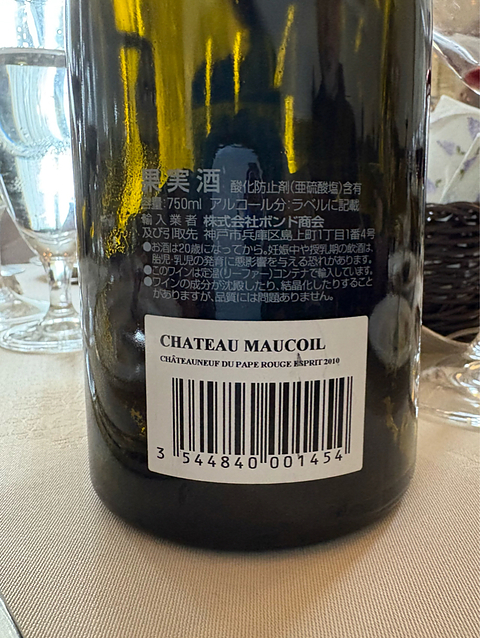 果実酒 酸化防止剤(亜硫酸塩)含有
容量:750ml アルコール分:ラベルに記載
輸入業者 株式会社ボンド商会
及び引取先 神戸市兵庫区島上町1丁目1番4号
●お酒は20歳になってから。妊娠中や授乳期の飲酒は、
胎児・乳児の発育に悪影響を与える恐れがあります。
●このワインは定温(リーファー)コンテナで輸入しています。
●ワインの成分が沈殿したり、結晶化したりすること
がありますが、品質には問題ありません。
CHATEAU MAUCOIL
CHÂTEAUNEUF DU PAPE ROUGE ESPRIT 2010
3 544840 001454